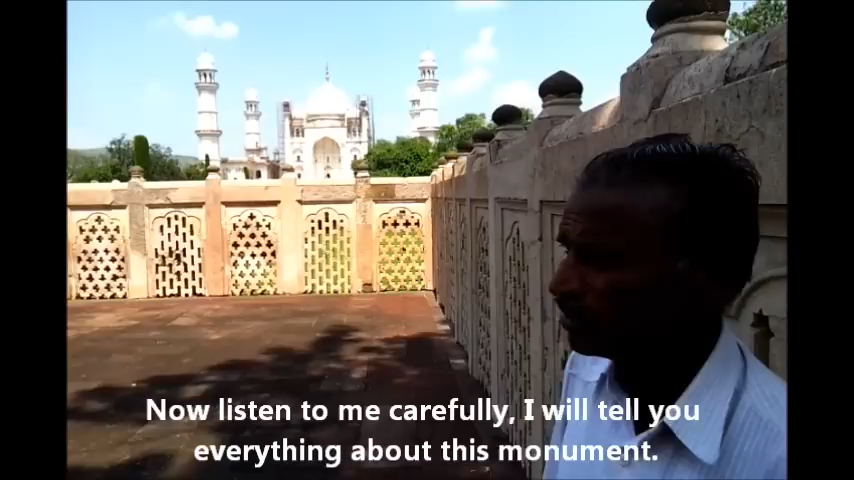 Now listen to me carefully, I will tell you
everything about this monument.